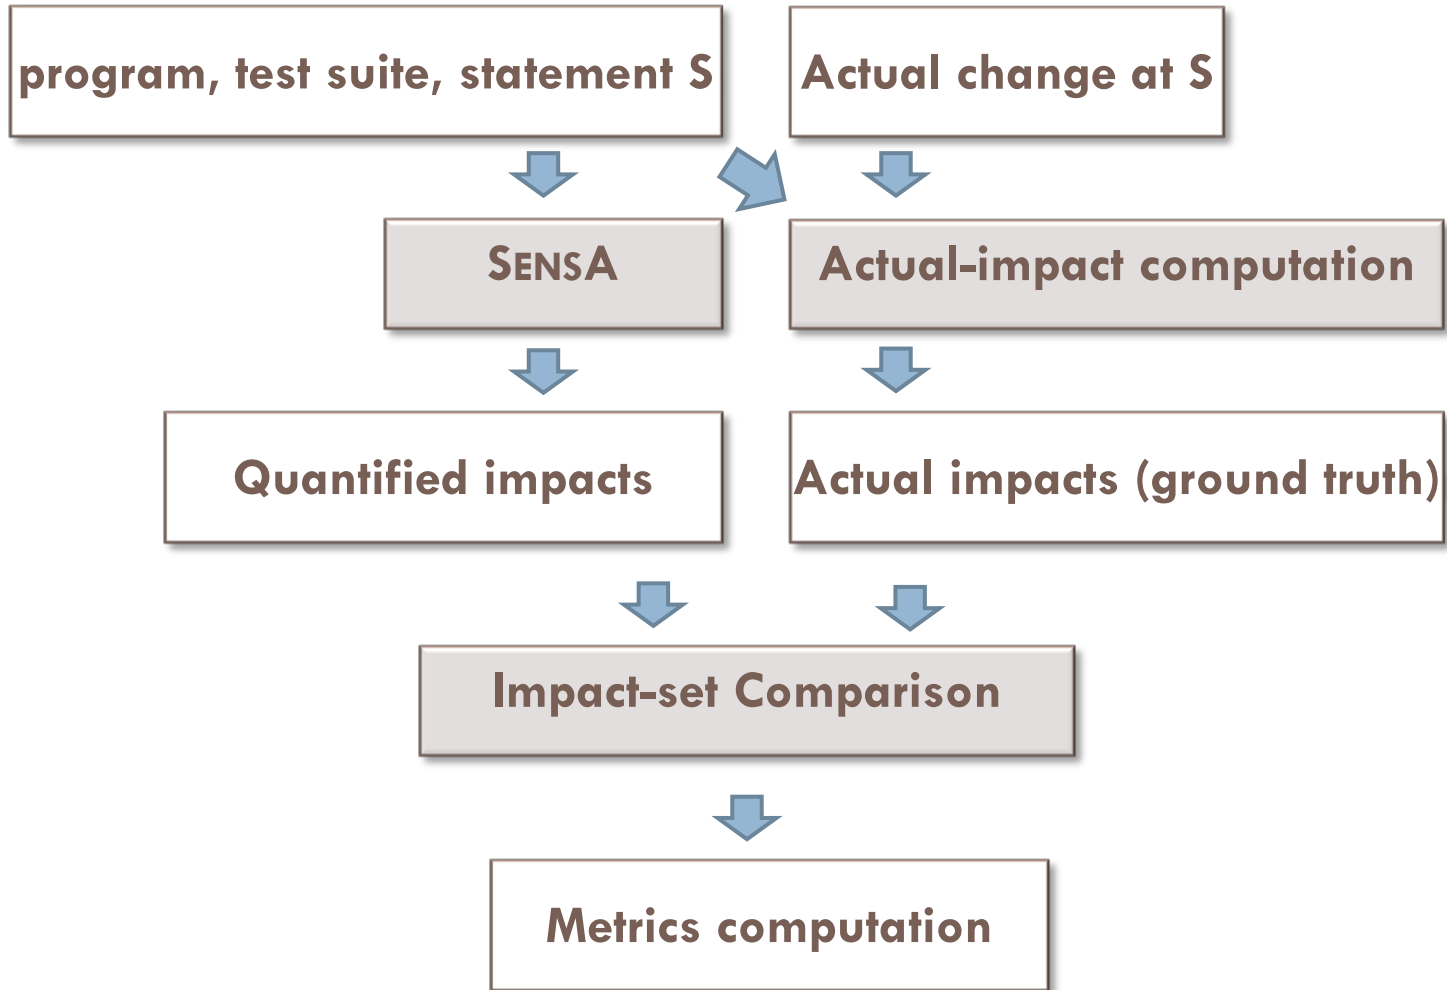 program, test suite, statement S
Actual change at S
SENSA
Actual-impact computation
Quantified impacts
Actual impacts (ground truth)
Impact-set Comparison
Metrics computation